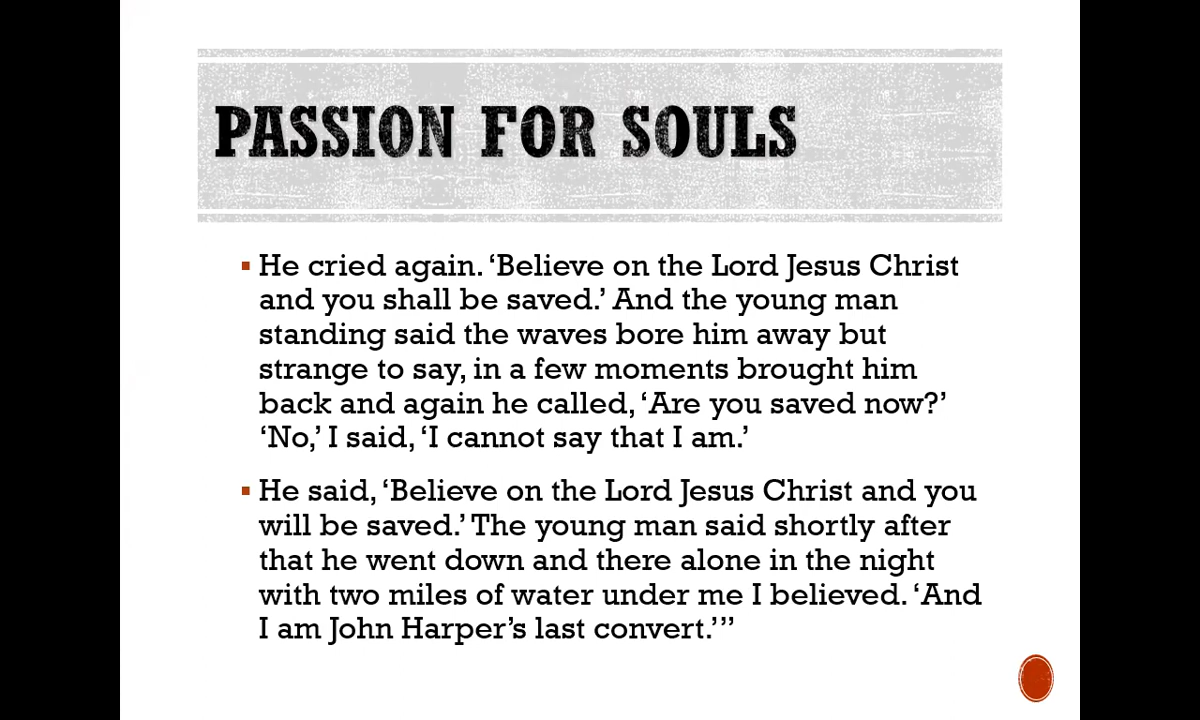 PASSION FOR SOULS
He cried again. ‘Believe on the Lord Jesus Christ
and you shall be saved.’ And the young man
standing said the waves bore him away but
strange to say, in a few moments brought him
back and again he called, ‘Are you saved now?’
‘No,’ I said, ‘I cannot say that I am.’
He said, ‘Believe on the Lord Jesus Christ and you
will be saved.’ The young man said shortly after
that he went down and there alone in the night
with two miles of water under me I believed. ‘And
I am John Harper’s last convert.’”